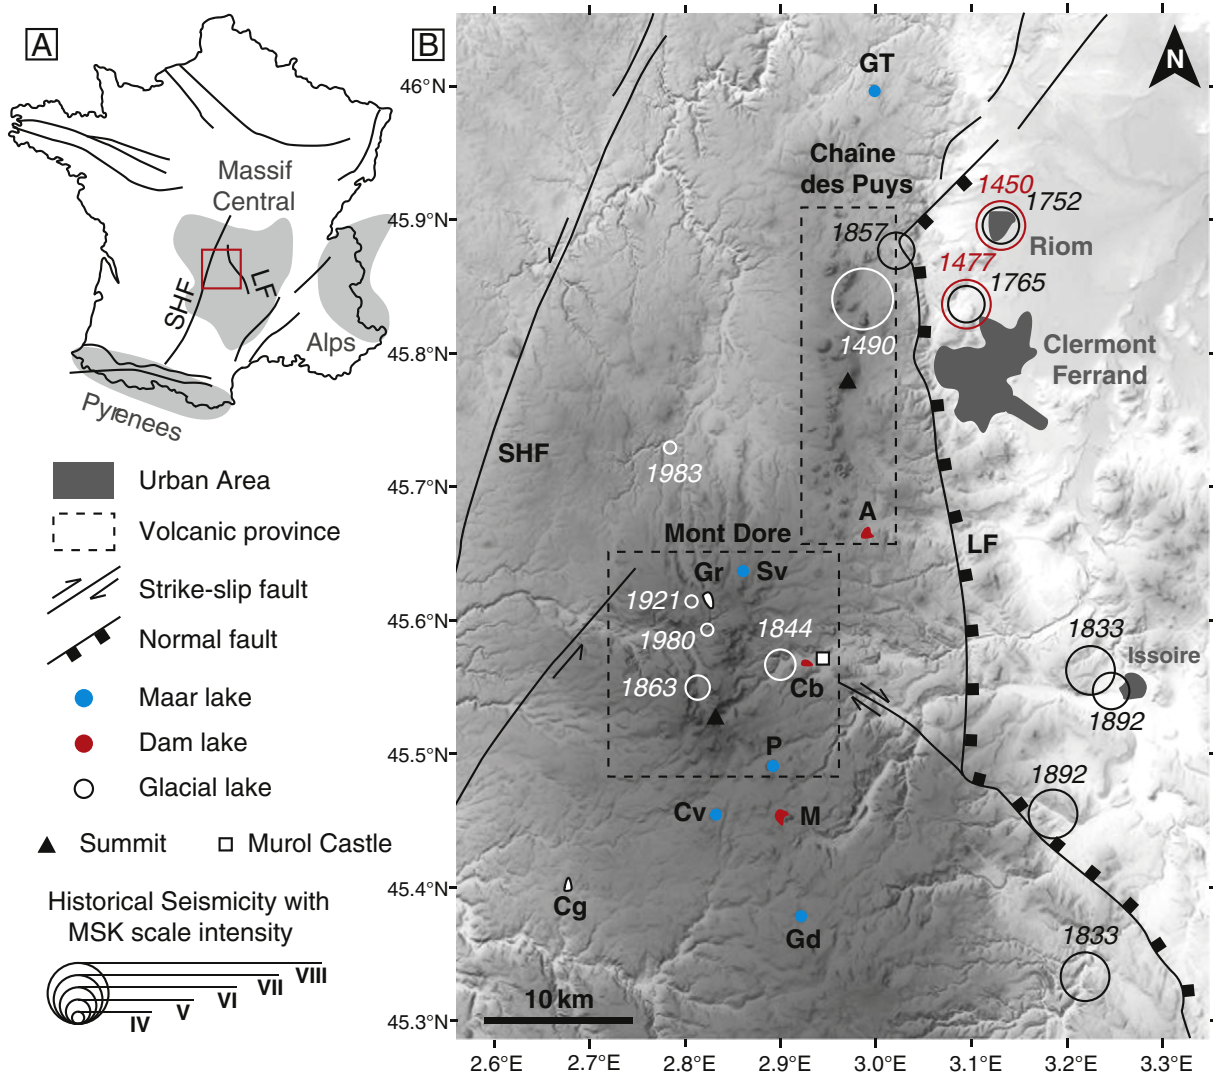 A
Massif
Central
SHF
LF
Alps
Pyrenees
Urban Area
Volcanic province
Strike-slip fault
Normal fault
Maar lake
Dam lake
Glacial lake
Summit
Murol Castle
Historical Seismicity with
MSK scale intensity
VIII
VII
VI
V
IV
B
N
46°N
45.9°N
45.8°N
45.7°N
45.6°N
45.5°N
45.4°N
45.3°N
GT
Chaîne
des Puys
1450
1752
1857
Riom
1477
1765
1490
Clermont
Ferrand
SHF
1983
A
Mont Dore
LF
Gr
Sv
1921
1980
1844
1833
Issoire
1863
Cb
1892
P
1892
Cv
M
Cg
Gd
1833
10 km
2.6°E
2.7°E
2.8°E
2.9°E
3.0°E
3.1°E
3.2°E
3.3°E